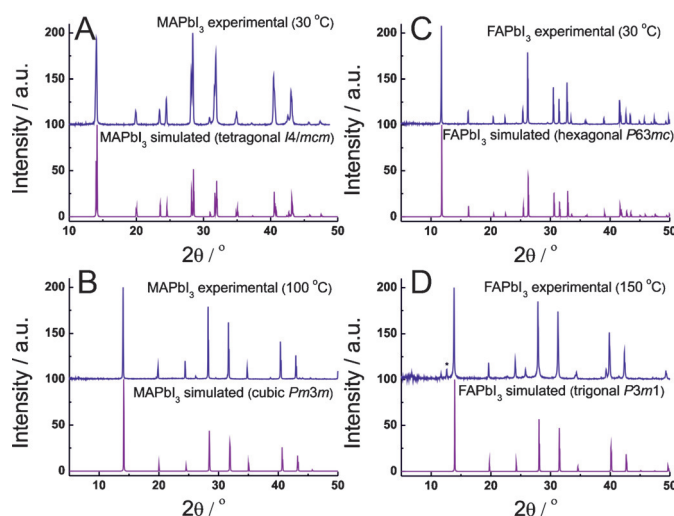 A
MAPbI3 experimental (30 °C)
MAPbI3 simulated (tetragonal I4/mcm)
Intensity / a.u.
200
150
100
50
0
10 20 30 40 50
2θ / °
C
FAPbI3 experimental (30 °C)
FAPbI3 simulated (hexagonal P63mc)
Intensity / a.u.
200
150
100
50
0
10 20 30 40 50
2θ / °
B
MAPbI3 experimental (100 °C)
MAPbI3 simulated (cubic Pm3m)
Intensity / a.u.
200
150
100
50
0
10 20 30 40 50
2θ / °
D
FAPbI3 experimental (150 °C)
*
FAPbI3 simulated (trigonal P3m1)
Intensity / a.u.
200
150
100
50
0
10 20 30 40 50
2θ / °